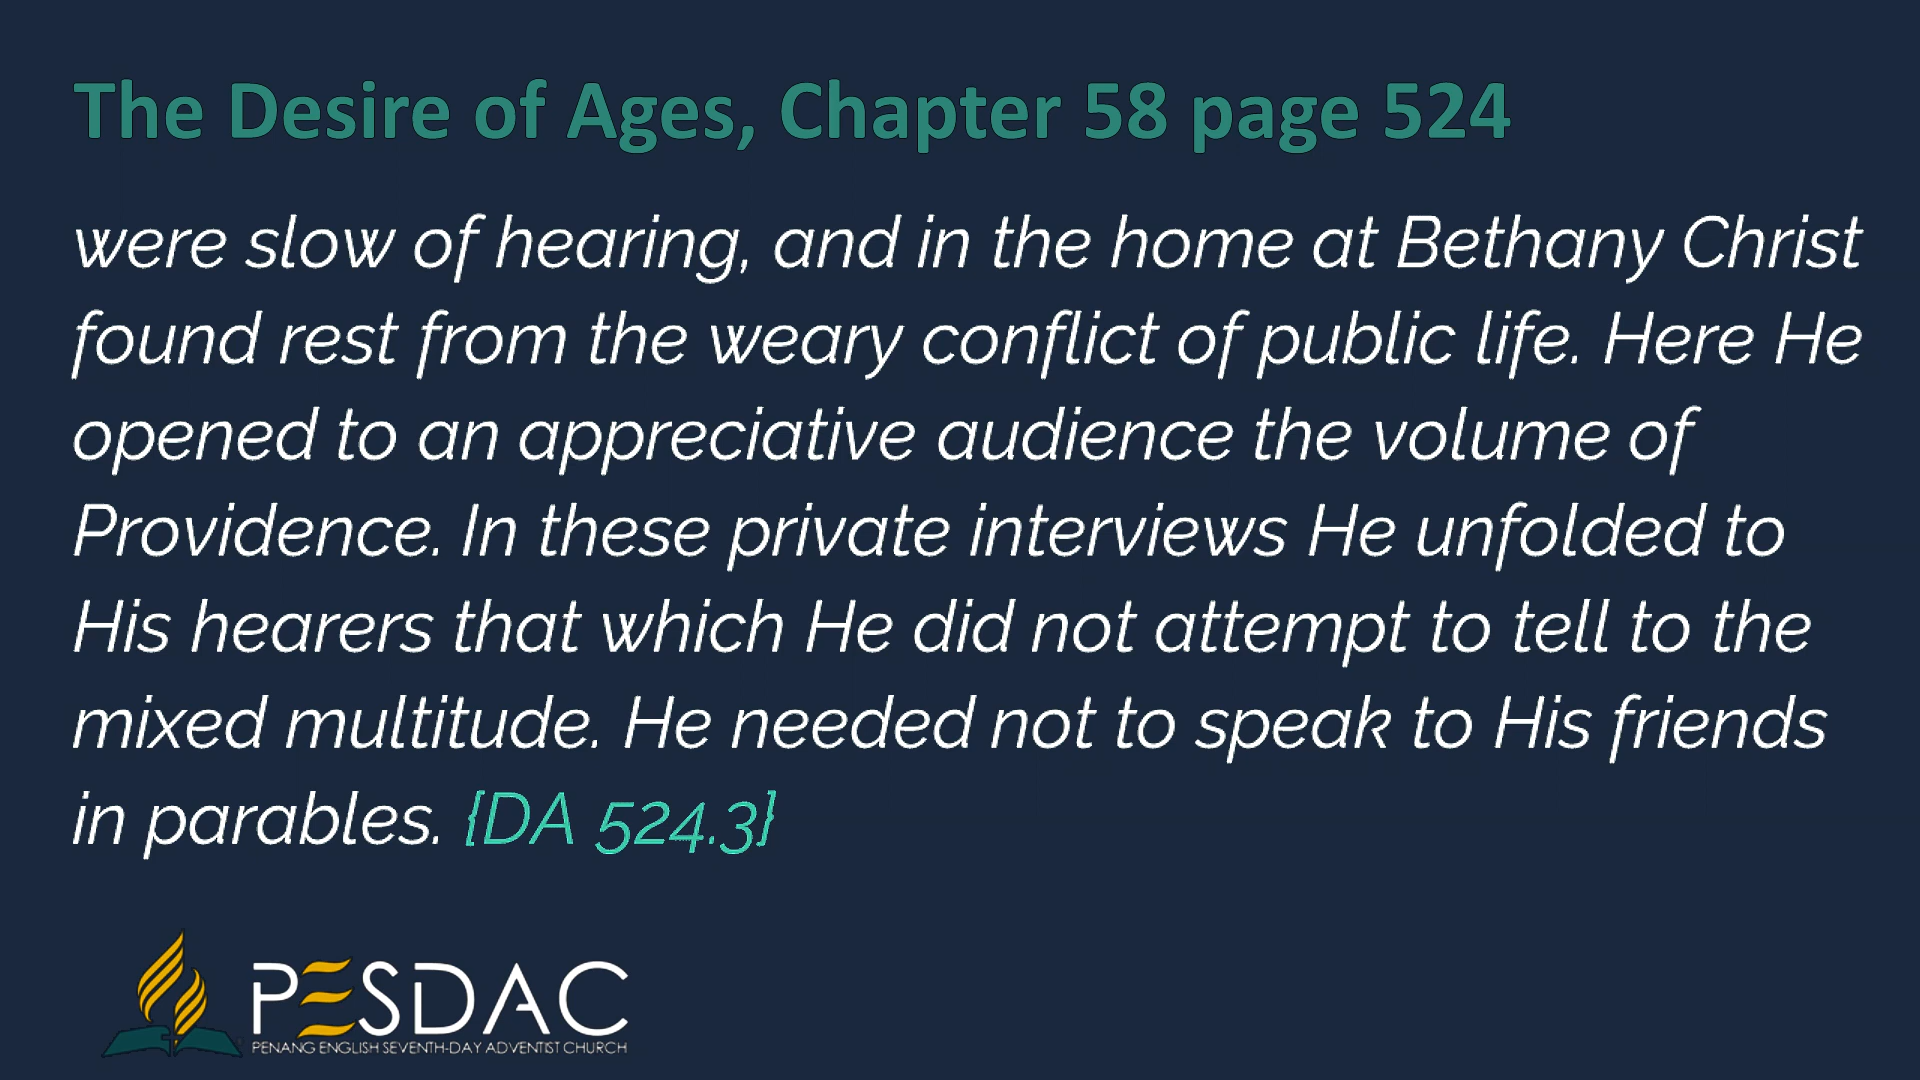 The Desire of Ages, Chapter 58 page 524
were slow of hearing, and in the home at Bethany Christ
found rest from the weary conflict of public life. Here He
opened to an appreciative audience the volume of
Providence. In these private interviews He unfolded to
His hearers that which He did not attempt to tell to the
mixed multitude. He needed not to speak to His friends
in parables. {DA 524.3}
PESDAC
PENANG ENGLISH SEVENTH-DAY ADVENTIST CHURCH